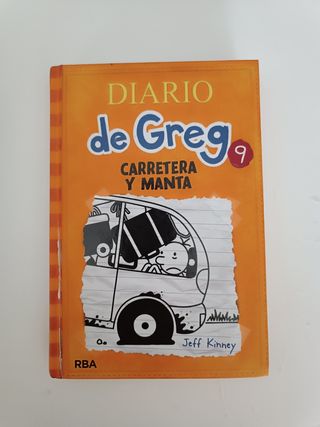 DIARIO
de Greg 9
CARRETERA
Y MANTA
Jeff Kinney
RBA